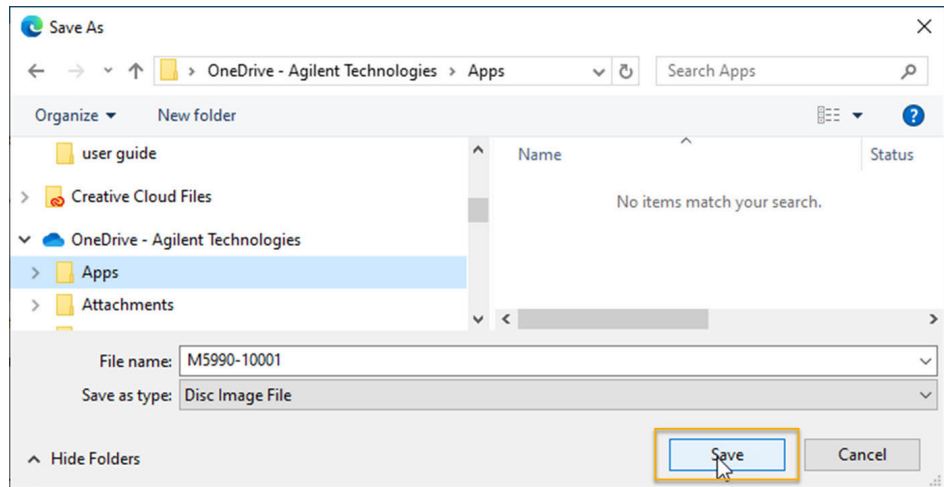 Save As
OneDrive - Agilent Technologies > Apps
Search Apps
Organize
New folder
?
user guide
Name
Status
Creative Cloud Files
No items match your search.
OneDrive - Agilent Technologies
Apps
Attachments
File name: M5990-10001
Save as type: Disc Image File
Hide Folders
Save
Cancel